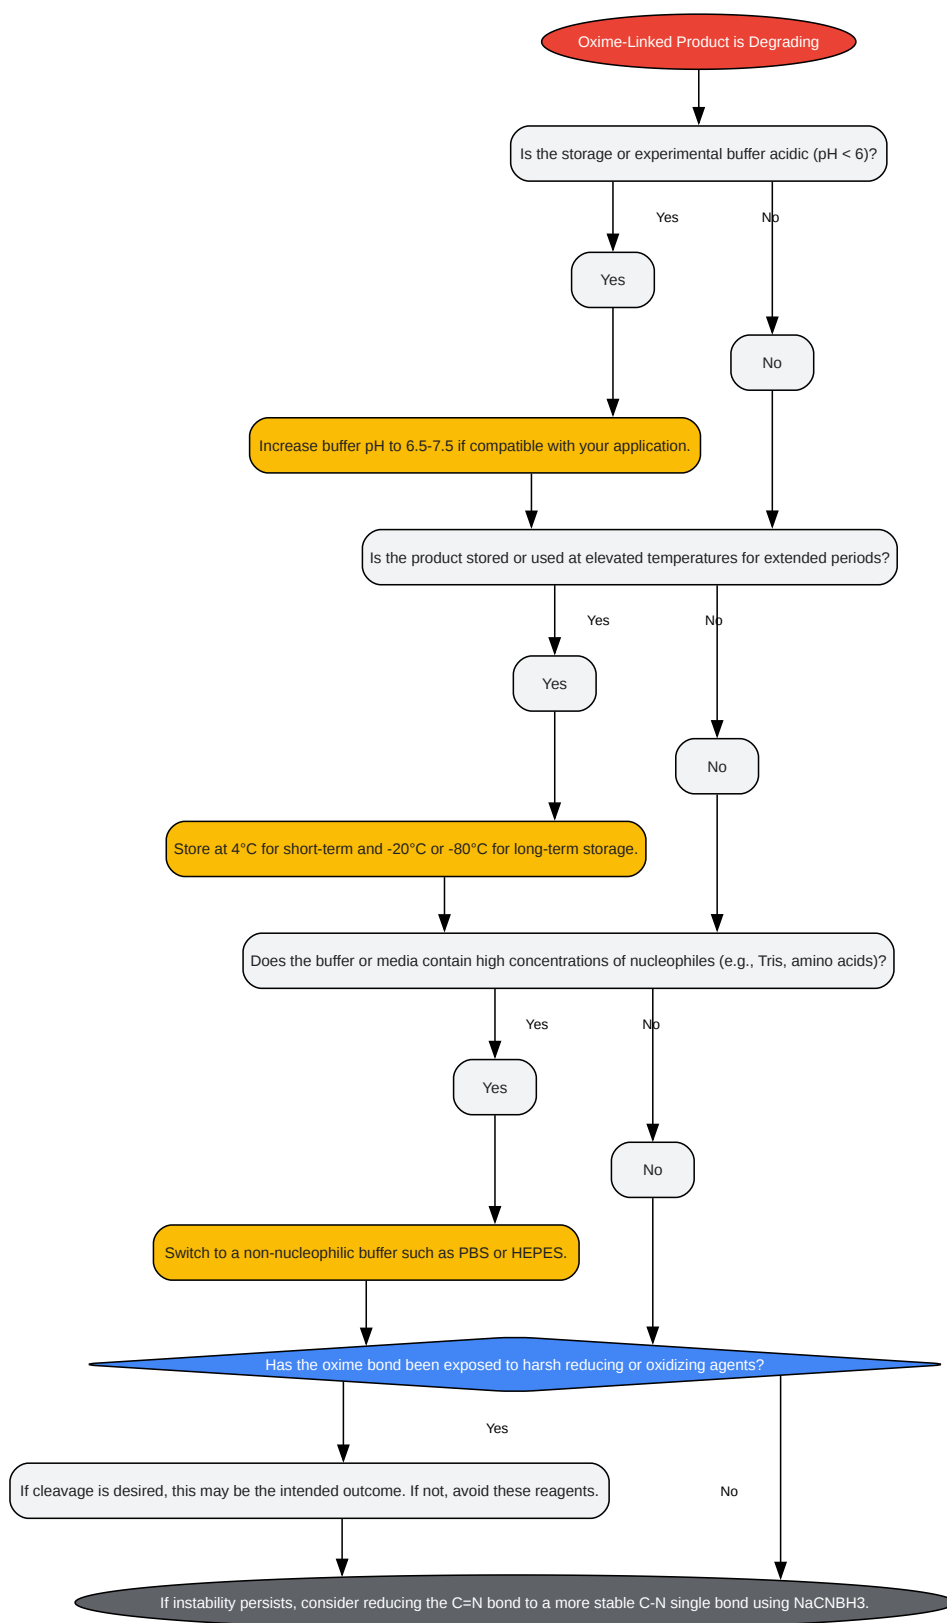 Oxime-Linked Product is Degrading
Is the storage or experimental buffer acidic (pH < 6)?
Yes
No
Yes
No
Increase buffer pH to 6.5-7.5 if compatible with your application.
Is the product stored or used at elevated temperatures for extended periods?
Yes
No
Yes
No
Store at 4°C for short-term and -20°C or -80°C for long-term storage.
Does the buffer or media contain high concentrations of nucleophiles (e.g., Tris, amino acids)?
Yes
No
Yes
No
Switch to a non-nucleophilic buffer such as PBS or HEPES.
Has the oxime bond been exposed to harsh reducing or oxidizing agents?
Yes
If cleavage is desired, this may be the intended outcome. If not, avoid these reagents.
No
If instability persists, consider reducing the C=N bond to a more stable C-N single bond using NaCNBH3.